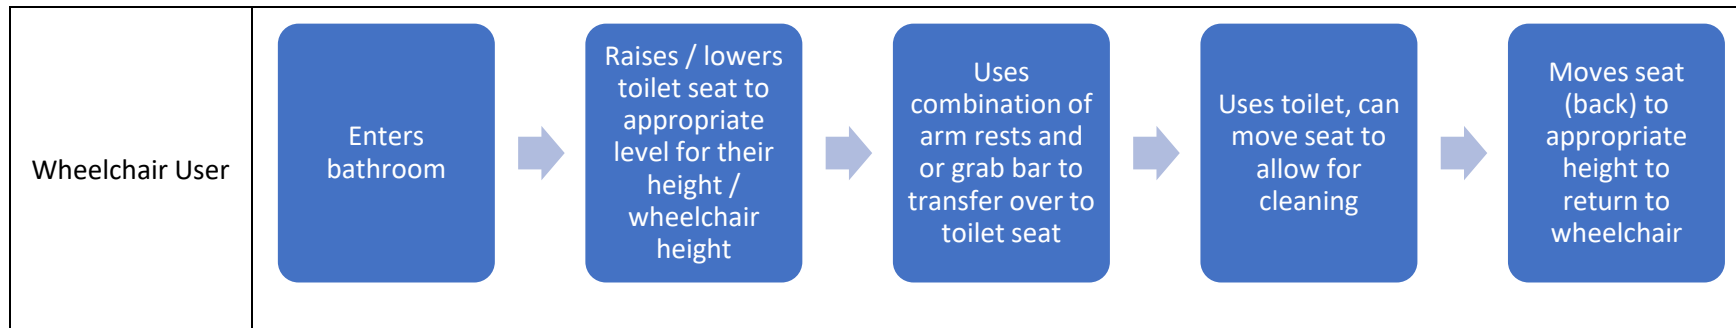 Wheelchair User
Enters
bathroom
Raises / lowers
toilet seat to
appropriate
level for their
height /
wheelchair
height
Uses
combination of
arm rests and
or grab bar to
transfer over to
toilet seat
Uses toilet, can
move seat to
allow for
cleaning
Moves seat
(back) to
appropriate
height to
return to
wheelchair